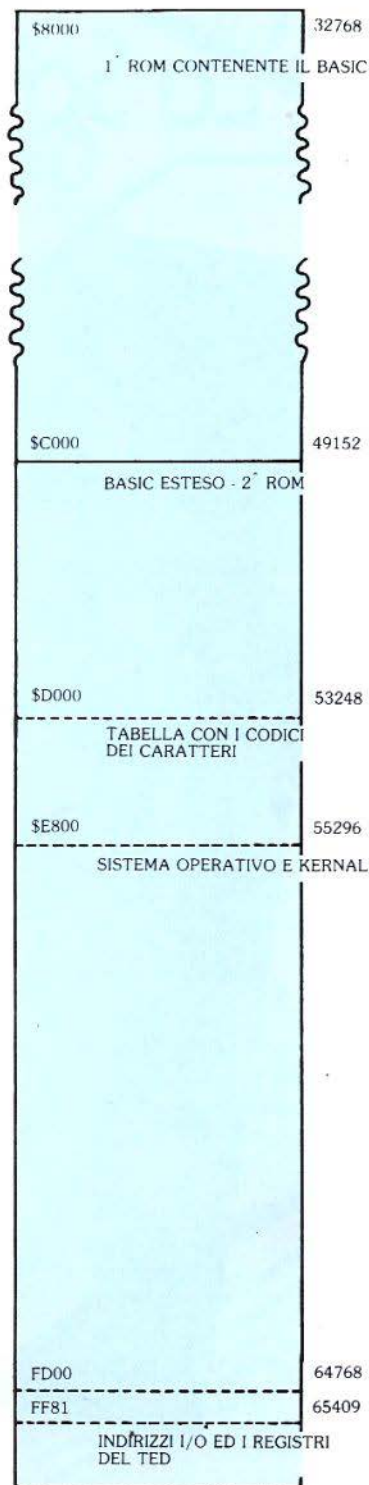 $8000 32768
1ˆ ROM CONTENENTE IL BASIC
$C000 49152
BASIC ESTESO - 2ˆ ROM
$D000 53248
TABELLA CON I CODICI
DEI CARATTERI
$E800 55296
SISTEMA OPERATIVO E KERNAL
FD00 64768
FF81 65409
INDIRIZZI I/O ED I REGISTRI
DEL TED